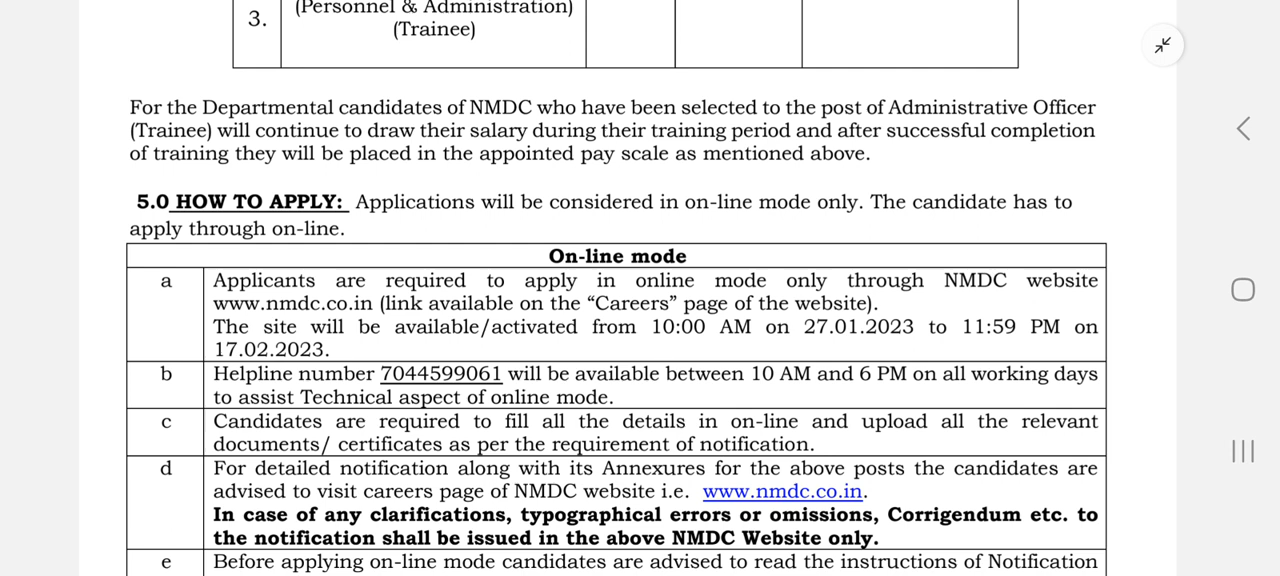 (Personnel & Administration)
3.
(Trainee)
For the Departmental candidates of NMDC who have been selected to the post of Administrative Officer
(Trainee) will continue to draw their salary during their training period and after successful completion
of training they will be placed in the appointed pay scale as mentioned above.
5.0 HOW TO APPLY: Applications will be considered in on-line mode only. The candidate has to
apply through on-line.
On-line mode
a Applicants are required to apply in online mode only through NMDC website
www.nmdc.co.in (link available on the “Careers” page of the website).
The site will be available/activated from 10:00 AM on 27.01.2023 to 11:59 PM on
17.02.2023.
b Helpline number 7044599061 will be available between 10 AM and 6 PM on all working days
to assist Technical aspect of online mode.
c Candidates are required to fill all the details in on-line and upload all the relevant
documents/ certificates as per the requirement of notification.
d For detailed notification along with its Annexures for the above posts the candidates are
advised to visit careers page of NMDC website i.e. www.nmdc.co.in.
In case of any clarifications, typographical errors or omissions, Corrigendum etc. to
the notification shall be issued in the above NMDC Website only.
e Before applying on-line mode candidates are advised to read the instructions of Notification